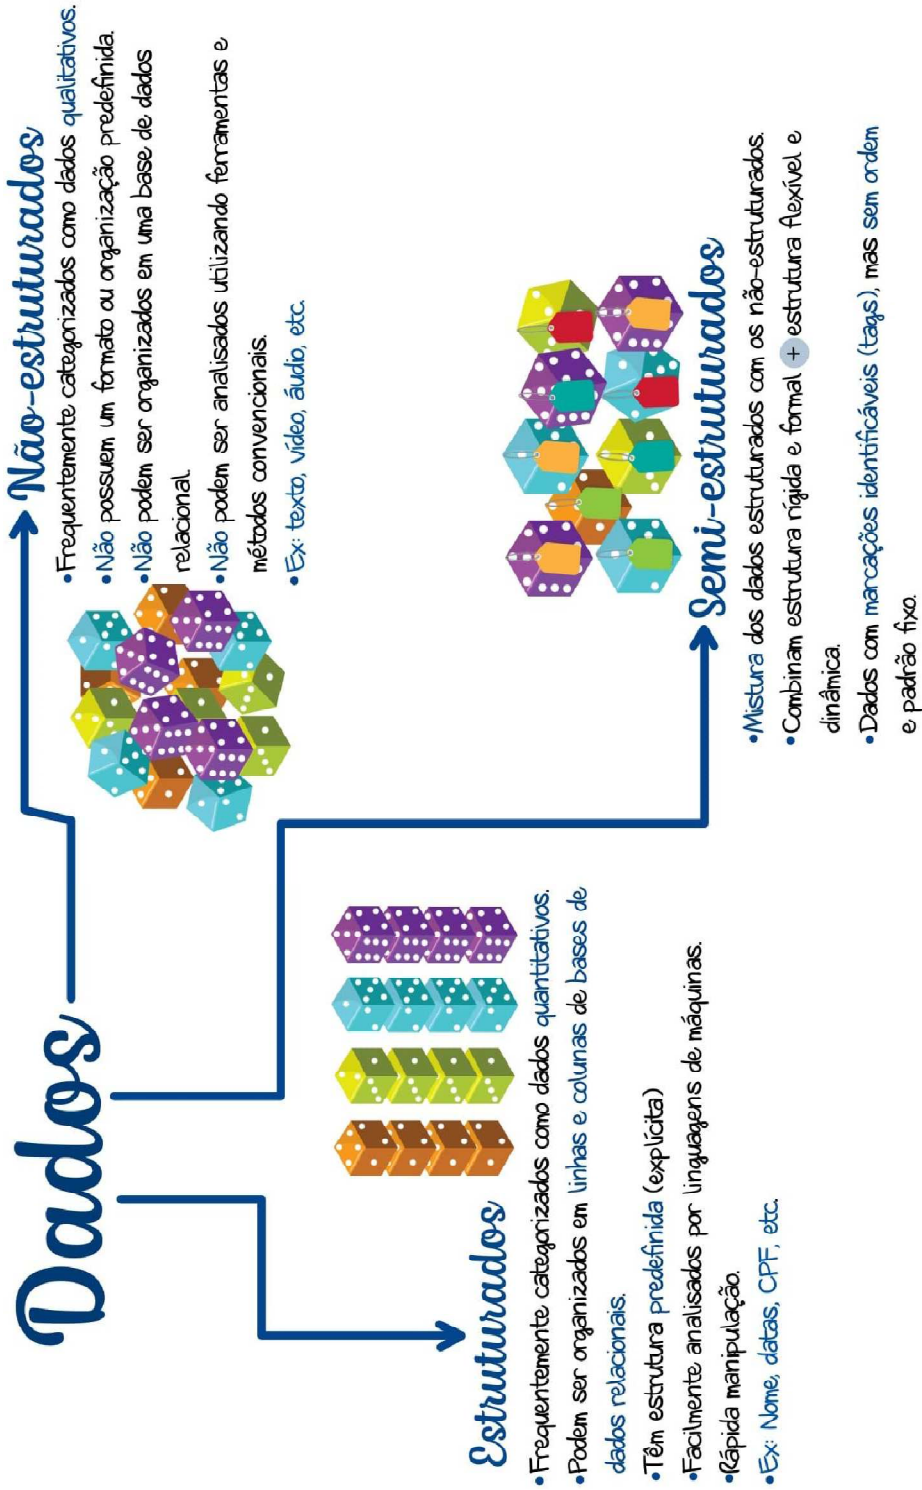 Dados
Estruturados
•Frequentemente categorizados como dados quantitativos.
•Podem ser organizados em linhas e colunas de bases de
dados relacionais.
•Têm estrutura predefinida (explícita)
•Facilmente analisados por linguagens de máquinas.
•Rápida manipulação.
•Ex: Nome, datas, CPF, etc.
Não-estruturados
•Frequentemente categorizados como dados qualitativos.
•Não possuem um formato ou organização predefinida.
•Não podem ser organizados em uma base de dados
relacional.
•Não podem ser analisados utilizando ferramentas e
métodos convencionais.
•Ex: texto, vídeo, áudio, etc.
Semi-estruturados
•Mistura dos dados estruturados com os não-estruturados.
•Combinam estrutura rígida e formal + estrutura flexível e
dinâmica.
•Dados com marcações identificáveis (tags), mas sem ordem
e padrão fixo.